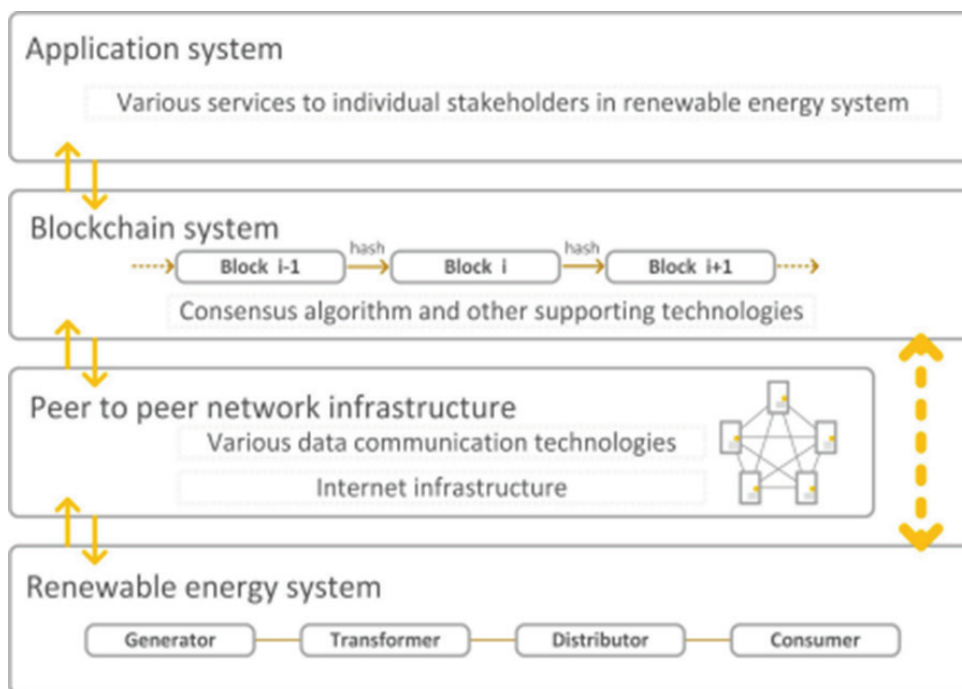 Application system
Various services to individual stakeholders in renewable energy system
Blockchain system
hash hash
Block i-1 Block i Block i+1
Consensus algorithm and other supporting technologies
Peer to peer network infrastructure
Various data communication technologies
Internet infrastructure
Renewable energy system
Generator Transformer Distributor Consumer